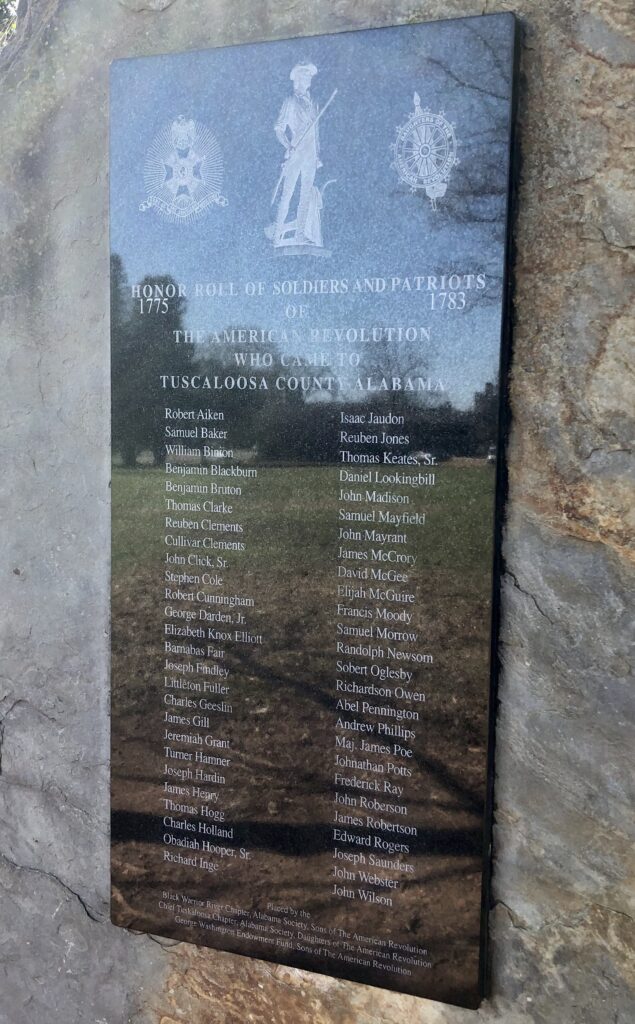 HONOR ROLL OF SOLDIERS AND PATRIOTS
1775 1783
OF
THE AMERICAN REVOLUTION
WHO CAME TO
TUSCALOOSA COUNTY ALABAMA
Robert Aiken
Samuel Baker
William Binion
Benjamin Blackburn
Benjamin Bruton
Thomas Clarke
Reuben Clements
Cullivar Clements
John Click, Sr.
Stephen Cole
Robert Cunningham
George Darden, Jr.
Elizabeth Knox Elliott
Barnabas Fair
Joseph Findley
Littleton Fuller
Charles Geeslin
James Gill
Jeremiah Grant
Turner Hamner
Joseph Hardin
James Henry
Thomas Hogg
Charles Holland
Obadiah Hooper, Sr.
Richard Inge
Isaac Jaudon
Reuben Jones
Thomas Keates, Sr.
Daniel Lookingbill
John Madison
Samuel Mayfield
John Mayrant
James McCrory
David McGee
Elijah McGuire
Francis Moody
Samuel Morrow
Randolph Newsom
Sobert Oglesby
Richardson Owen
Abel Pennington
Andrew Phillips
Maj. James Poe
Johnathan Potts
Frederick Ray
John Roberson
James Robertson
Edward Rogers
Joseph Saunders
John Webster
John Wilson
Placed by the
Black Warrior River Chapter, Alabama Society, Sons of The American Revolution
Chief Tuskaloosa Chapter, Alabama Society, Daughters of The American Revolution
George Washington Endowment Fund, Sons of The American Revolution